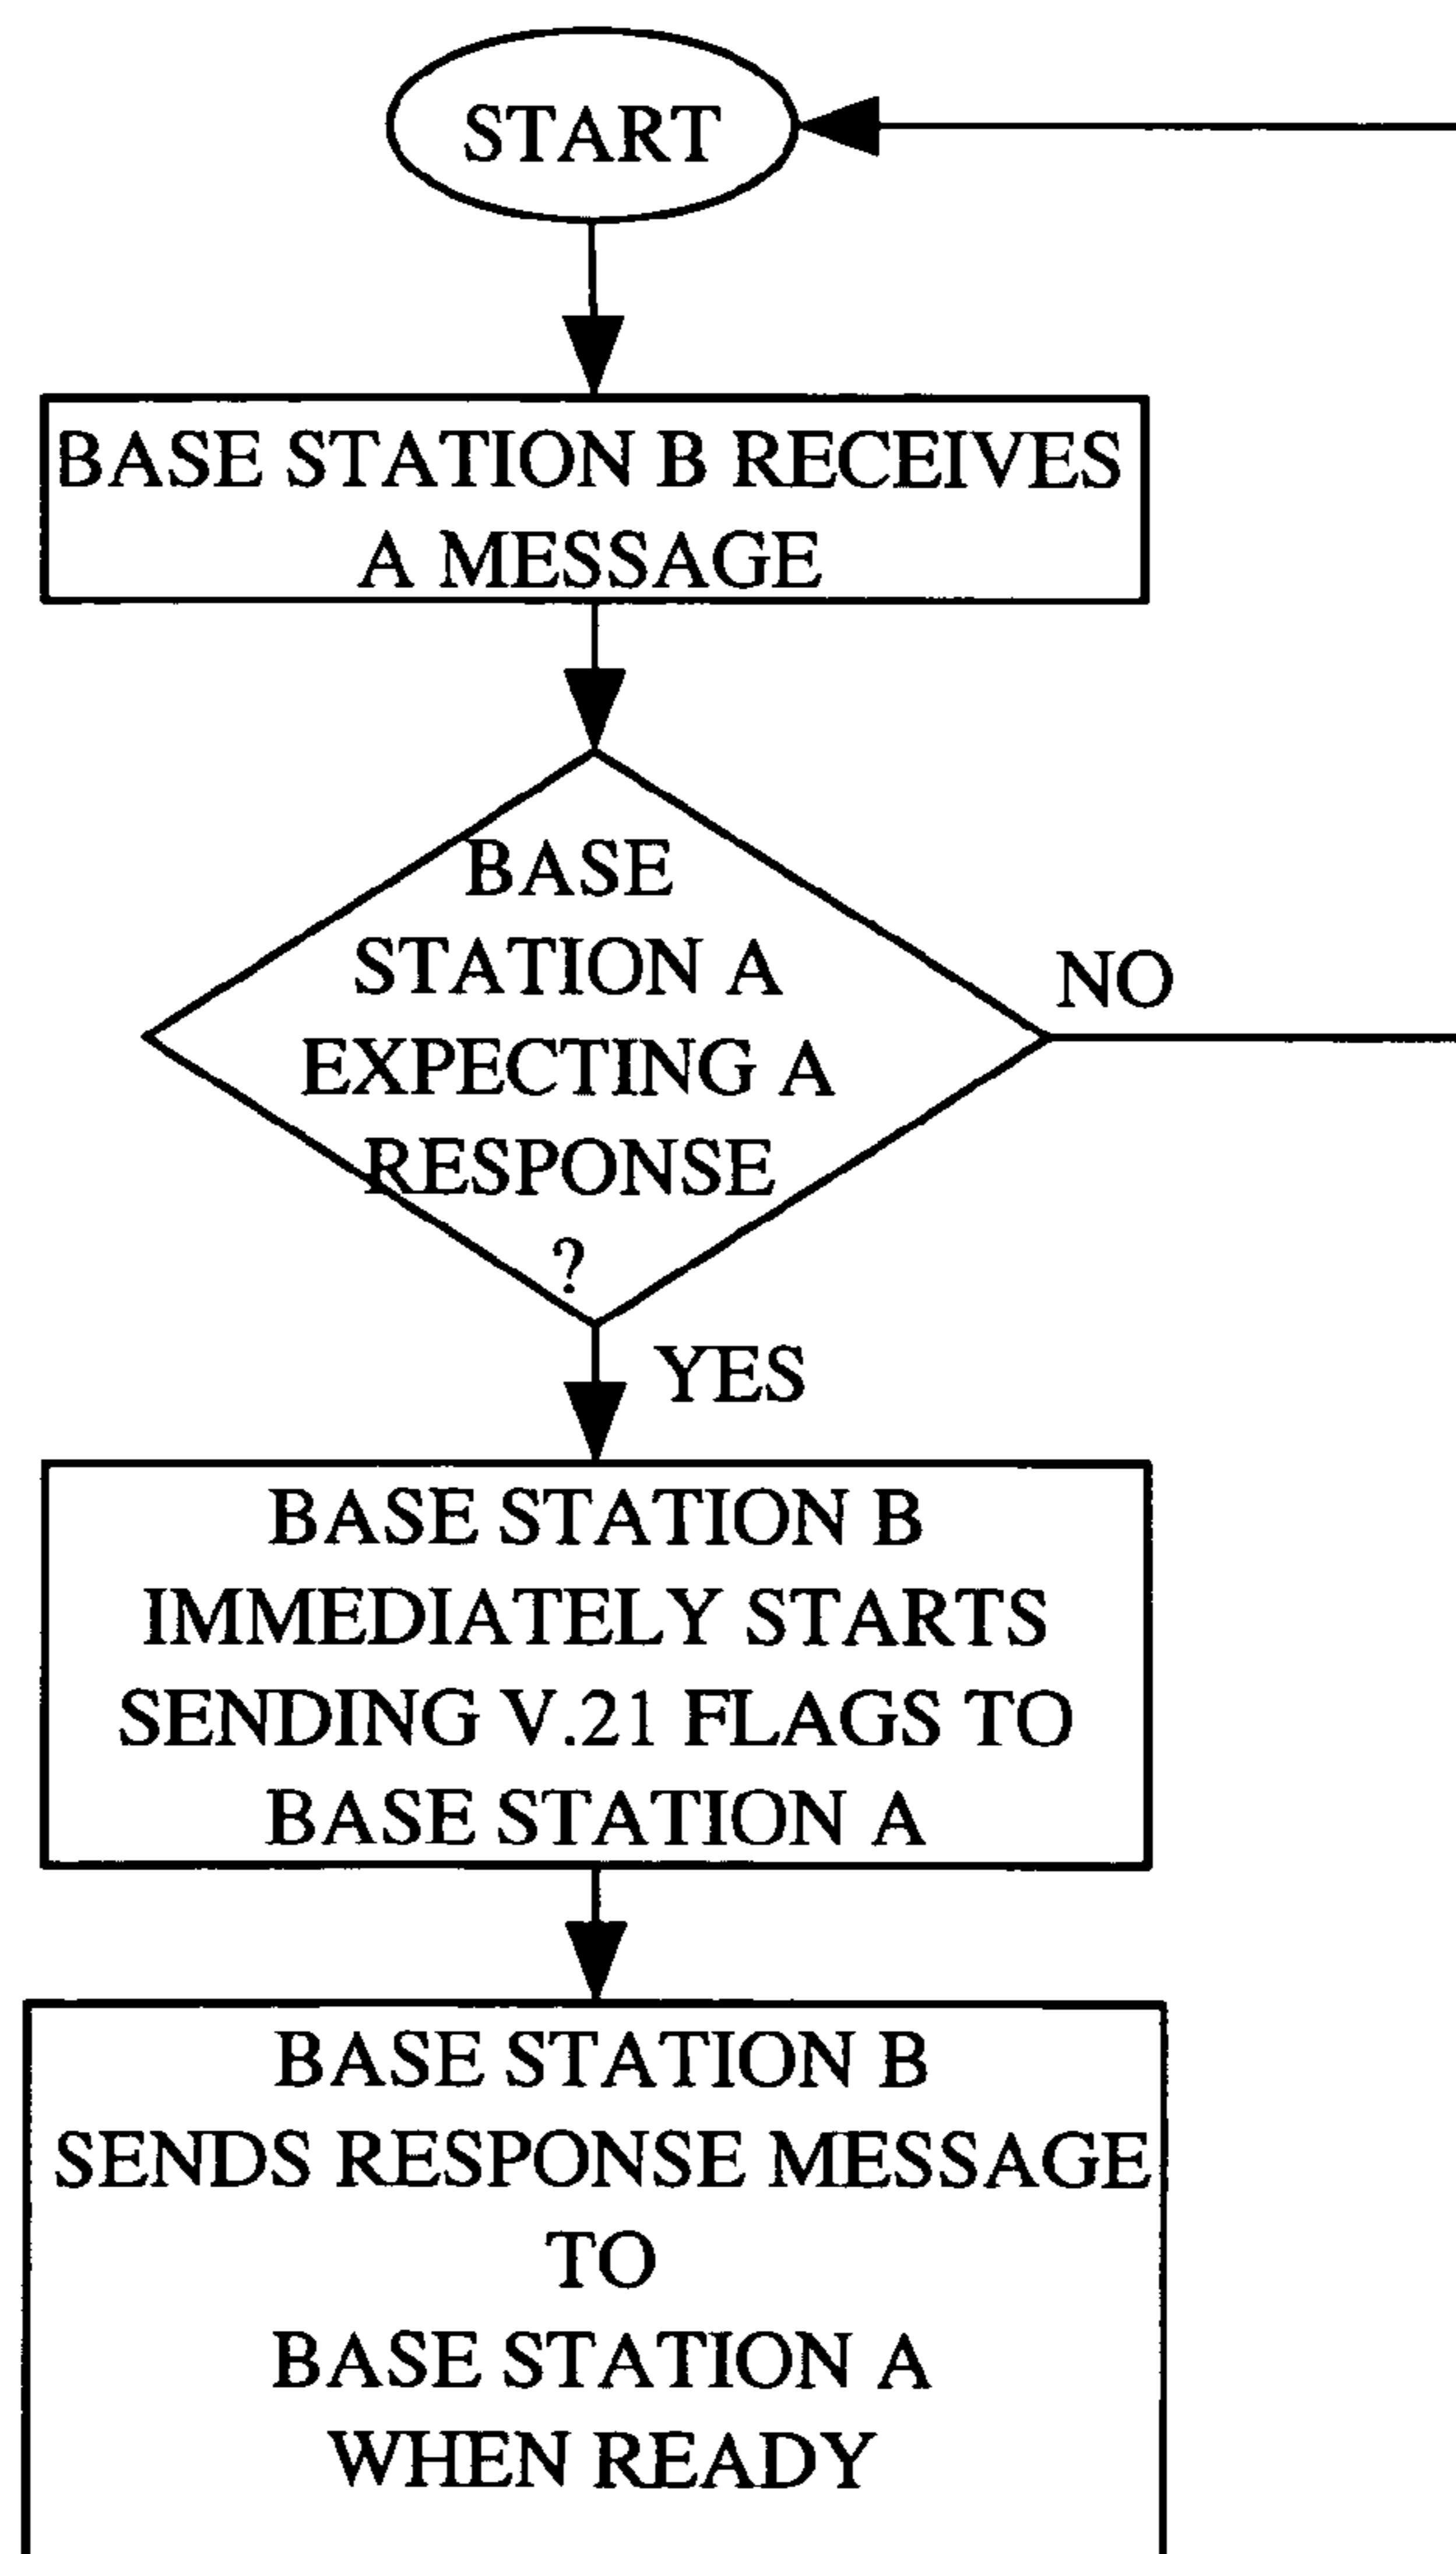 START
BASE STATION B RECEIVES
A MESSAGE
BASE
STATION A
EXPECTING A
RESPONSE
?
NO
YES
BASE STATION B
IMMEDIATELY STARTS
SENDING V.21 FLAGS TO
BASE STATION A
BASE STATION B
SENDS RESPONSE MESSAGE
TO
BASE STATION A
WHEN READY